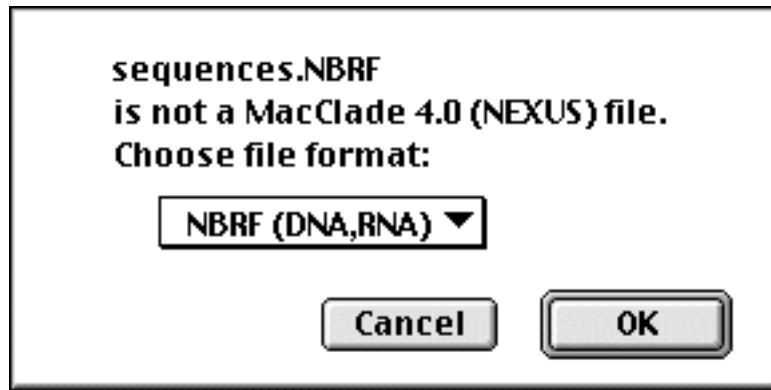 sequences.NBRF
is not a MacClade 4.0 (NEXUS) file.
Choose file format:
NBRF (DNA,RNA)
Cancel
OK